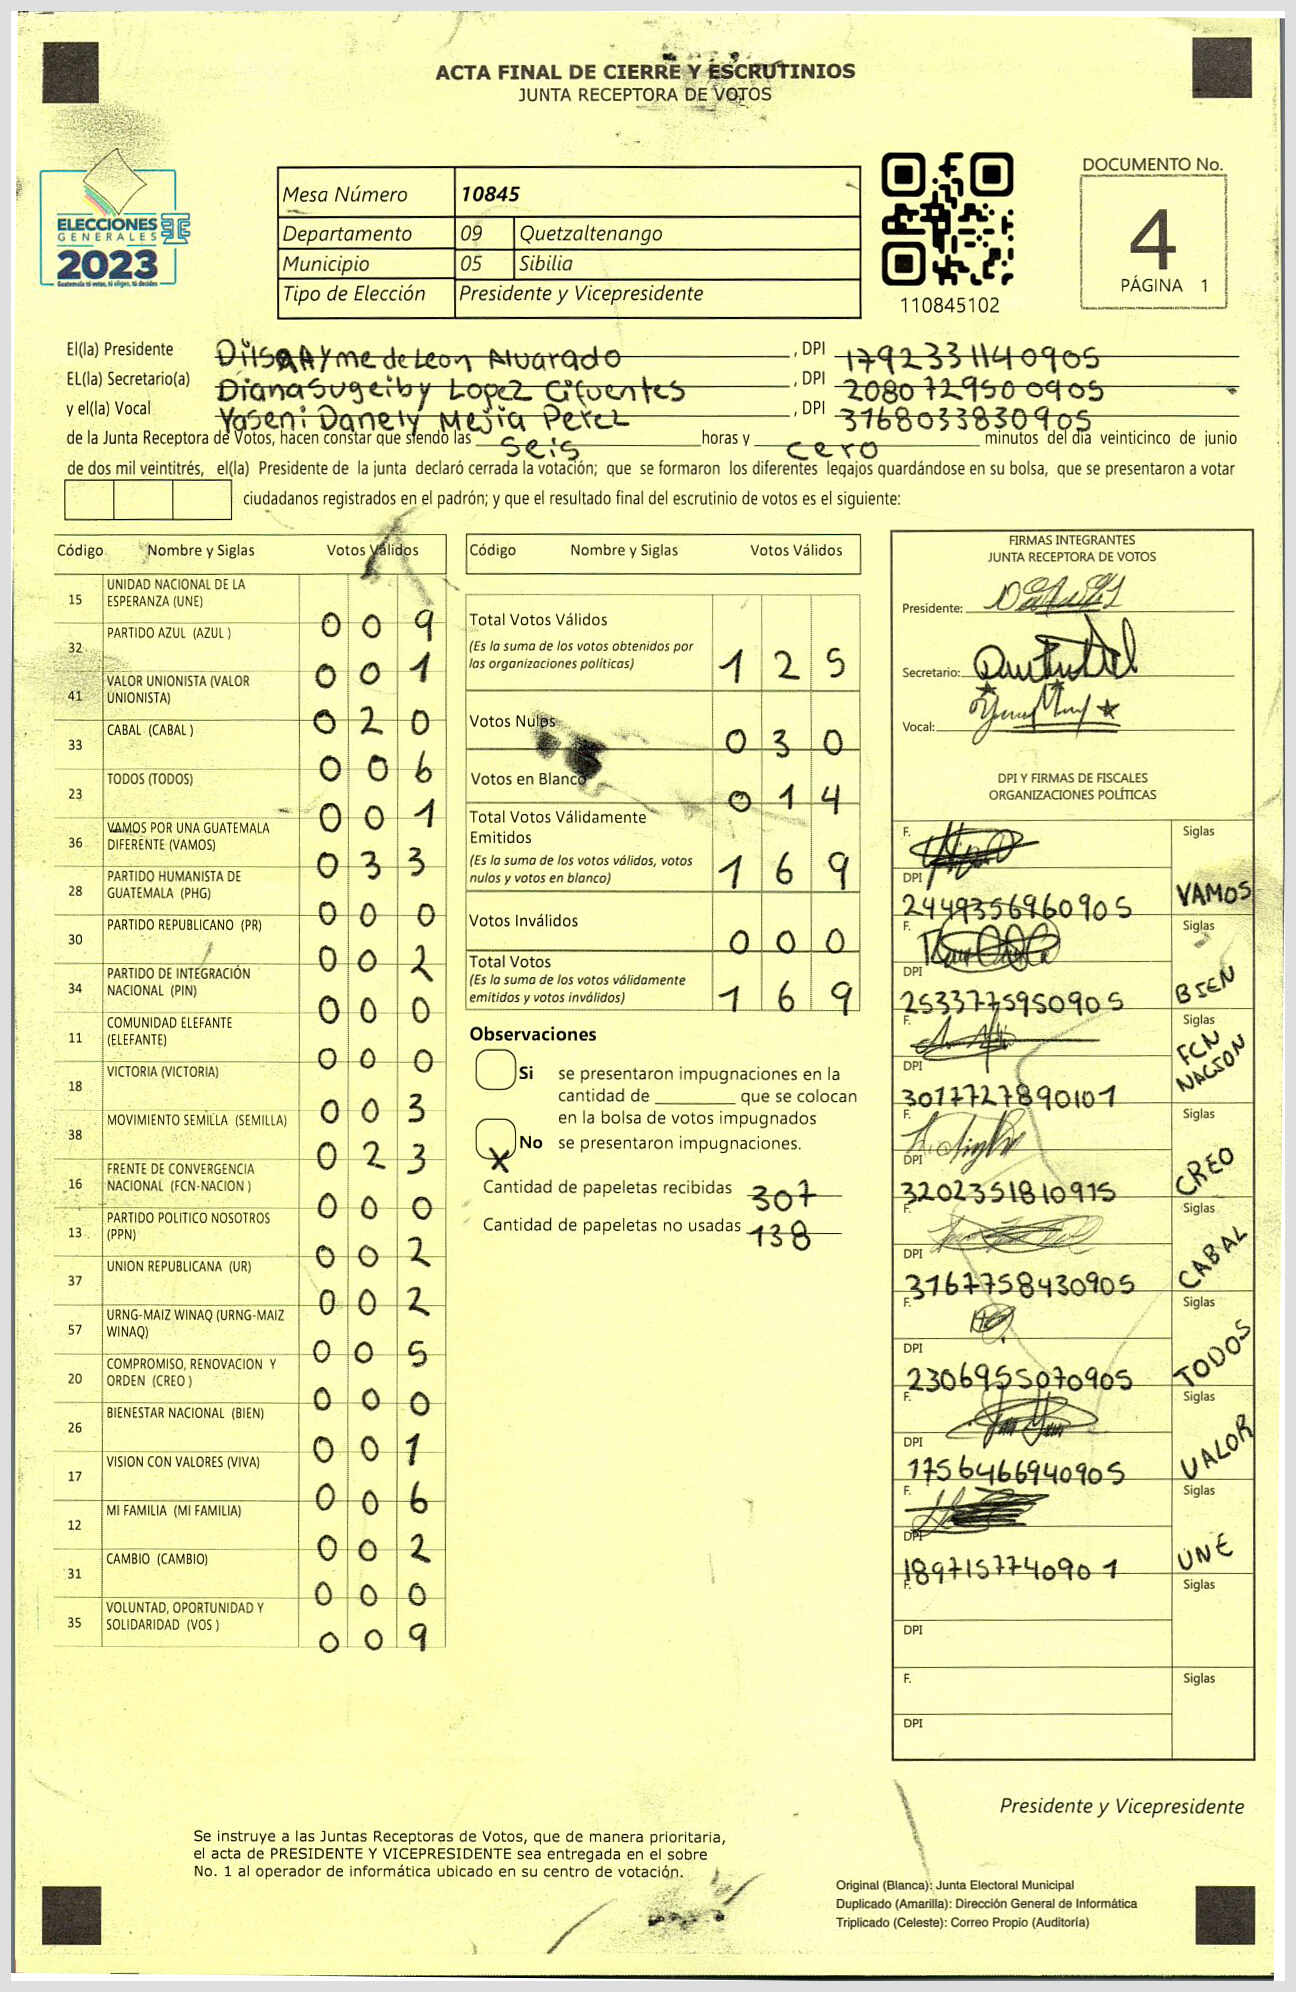 ACTA FINAL DE CIERRE Y ESCRUTINIOS
JUNTA RECEPTORA DE VOTOS
ELECCIONES
GENERALES
2023
Guatemala tú votas, tú eliges, tú decides
Mesa Número 10845
Departamento 09 Quetzaltenango
Municipio 05 Sibilia
Tipo de Elección Presidente y Vicepresidente
110845102
DOCUMENTO No.
4
PÁGINA 1
El(la) Presidente Dilsa Ayme de Leon Alvarado , DPI 1792331140905
EL(la) Secretario(a) Diana Sugeiby Lopez Cifuentes , DPI 2080729500905
y el(la) Vocal Yaseni Danely Mejia Perez , DPI 3168033830905
de la Junta Receptora de Votos, hacen constar que siendo las seis horas y cero minutos del día veinticinco de junio
de dos mil veintitrés, el(la) Presidente de la junta declaró cerrada la votación; que se formaron los diferentes legajos guardándose en su bolsa, que se presentaron a votar
ciudadanos registrados en el padrón; y que el resultado final del escrutinio de votos es el siguiente:
Código Nombre y Siglas Votos Válidos
15 UNIDAD NACIONAL DE LA ESPERANZA (UNE) 0 0 9
32 PARTIDO AZUL (AZUL ) 0 0 1
41 VALOR UNIONISTA (VALOR UNIONISTA) 0 2 0
33 CABAL (CABAL ) 0 0 6
23 TODOS (TODOS) 0 0 1
36 VAMOS POR UNA GUATEMALA DIFERENTE (VAMOS) 0 3 3
28 PARTIDO HUMANISTA DE GUATEMALA (PHG) 0 0 0
30 PARTIDO REPUBLICANO (PR) 0 0 2
34 PARTIDO DE INTEGRACIÓN NACIONAL (PIN) 0 0 0
11 COMUNIDAD ELEFANTE (ELEFANTE) 0 0 0
18 VICTORIA (VICTORIA) 0 0 3
38 MOVIMIENTO SEMILLA (SEMILLA) 0 2 3
16 FRENTE DE CONVERGENCIA NACIONAL (FCN-NACION ) 0 0 0
13 PARTIDO POLITICO NOSOTROS (PPN) 0 0 2
37 UNION REPUBLICANA (UR) 0 0 2
57 URNG-MAIZ WINAQ (URNG-MAIZ WINAQ) 0 0 5
20 COMPROMISO, RENOVACION Y ORDEN (CREO ) 0 0 0
26 BIENESTAR NACIONAL (BIEN) 0 0 1
17 VISION CON VALORES (VIVA) 0 0 6
12 MI FAMILIA (MI FAMILIA) 0 0 2
31 CAMBIO (CAMBIO) 0 0 0
35 VOLUNTAD, OPORTUNIDAD Y SOLIDARIDAD (VOS ) 0 0 9
Código Nombre y Siglas Votos Válidos
Total Votos Válidos
(Es la suma de los votos obtenidos por
las organizaciones políticas) 1 2 5
Votos Nulos 0 3 0
Votos en Blanco 0 1 4
Total Votos Válidamente
Emitidos
(Es la suma de los votos válidos, votos
nulos y votos en blanco) 1 6 9
Votos Inválidos 0 0 0
Total Votos
(Es la suma de los votos válidamente
emitidos y votos inválidos) 1 6 9
Observaciones
Si se presentaron impugnaciones en la
cantidad de ________ que se colocan
en la bolsa de votos impugnados
X No se presentaron impugnaciones.
Cantidad de papeletas recibidas 307
Cantidad de papeletas no usadas 138
FIRMAS INTEGRANTES
JUNTA RECEPTORA DE VOTOS
Presidente:
Secretario:
Vocal:
DPI Y FIRMAS DE FISCALES
ORGANIZACIONES POLÍTICAS
F. Siglas
DPI 2449356960905 VAMOS
F. Siglas
DPI 2533775950905 BIEN
F. Siglas
DPI 3017727890101 FCN NACION
F. Siglas
DPI 3202351810915 CREO
F. Siglas
DPI 3167758430905 CABAL
F. Siglas
DPI 2306955070905 TODOS
F. Siglas
DPI 1756466940905 VALOR
F. Siglas
DPI 1897157740901 UNE
F. Siglas
DPI
F. Siglas
DPI
Presidente y Vicepresidente
Se instruye a las Juntas Receptoras de Votos, que de manera prioritaria,
el acta de PRESIDENTE Y VICEPRESIDENTE sea entregada en el sobre
No. 1 al operador de informática ubicado en su centro de votación.
Original (Blanca): Junta Electoral Municipal
Duplicado (Amarilla): Dirección General de Informática
Triplicado (Celeste): Correo Propio (Auditoría)